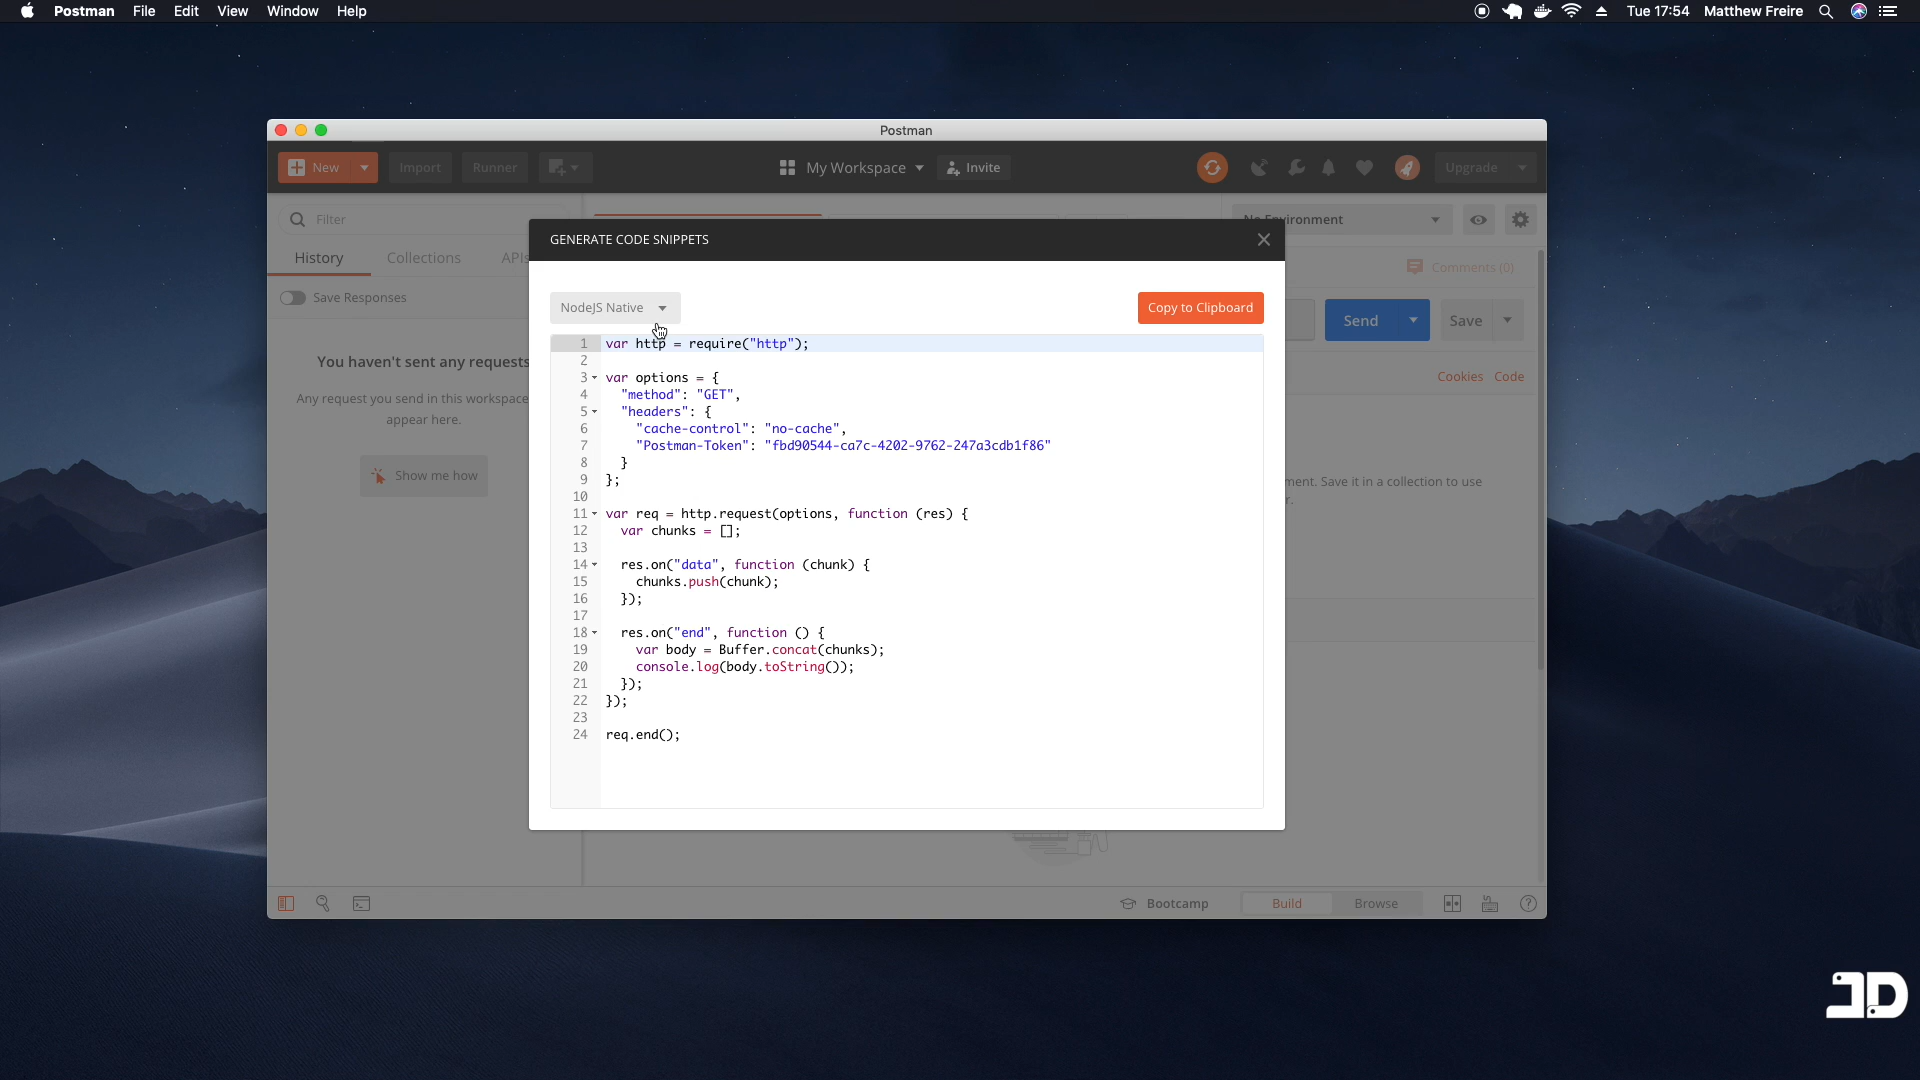 Postman File Edit View Window Help Tue 17:54 Matthew Freire
Postman
New Import Runner My Workspace Invite Upgrade
Filter
No Environment
GENERATE CODE SNIPPETS
History Collections APIs
Comments (0)
Save Responses
NodeJS Native Copy to Clipboard
Send Save
You haven't sent any requests
Any request you send in this workspace
appear here.
Show me how
Cookies Code
ment. Save it in a collection to use
r.
1 var http = require("http");
2
3 var options = {
4 "method": "GET",
5 "headers": {
6 "cache-control": "no-cache",
7 "Postman-Token": "fbd90544-ca7c-4202-9762-247a3cdb1f86"
8 }
9 };
10
11 var req = http.request(options, function (res) {
12 var chunks = [];
13
14 res.on("data", function (chunk) {
15 chunks.push(chunk);
16 });
17
18 res.on("end", function () {
19 var body = Buffer.concat(chunks);
20 console.log(body.toString());
21 });
22 });
23
24 req.end();
Bootcamp Build Browse
JD